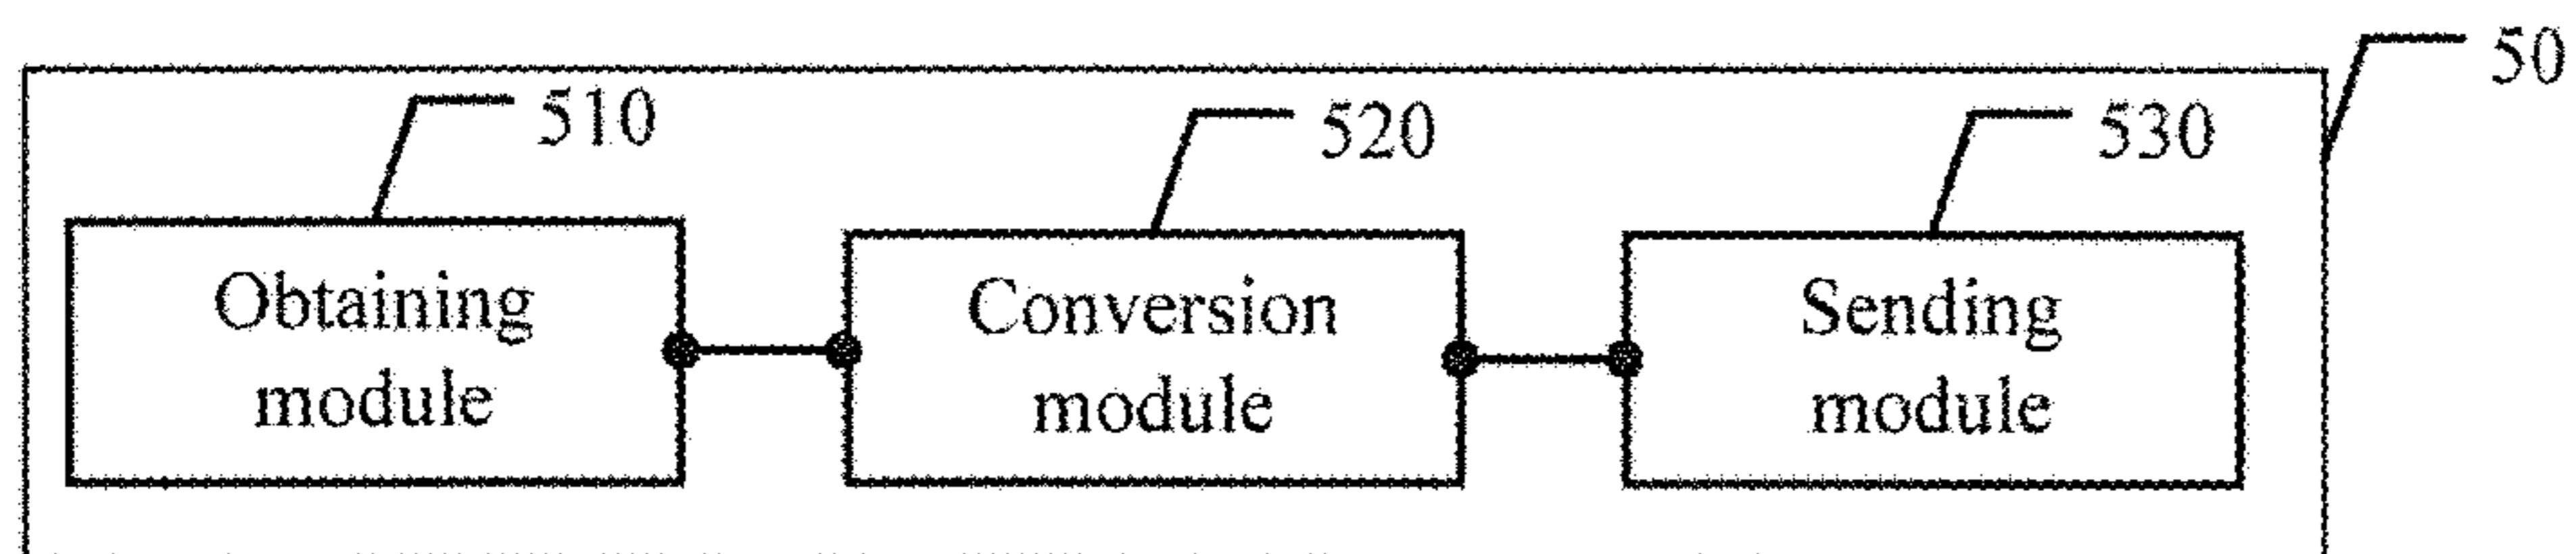 50
510
520
530
Obtaining
module
Conversion
module
Sending
module